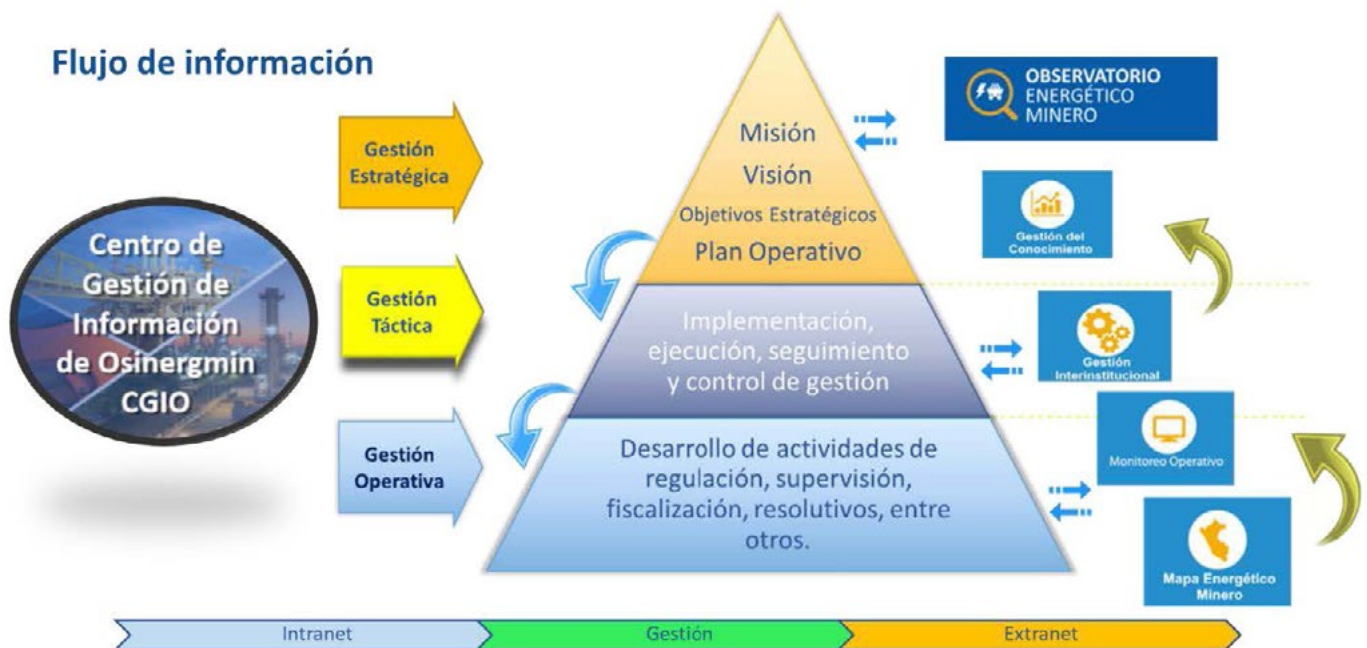 Flujo de información
Centro de
Gestión de
Información
de Osinergmin
CGIO
Gestión
Estratégica
Gestión
Táctica
Gestión
Operativa
Misión
Visión
Objetivos Estratégicos
Plan Operativo
Implementación,
ejecución, seguimiento
y control de gestión
Desarrollo de actividades de
regulación, supervisión,
fiscalización, resolutivos, entre
otros.
OBSERVATORIO
ENERGÉTICO
MINERO
Gestión del
Conocimiento
Gestión
Interinstitucional
Monitoreo Operativo
Mapa Energético
Minero
Intranet
Gestión
Extranet